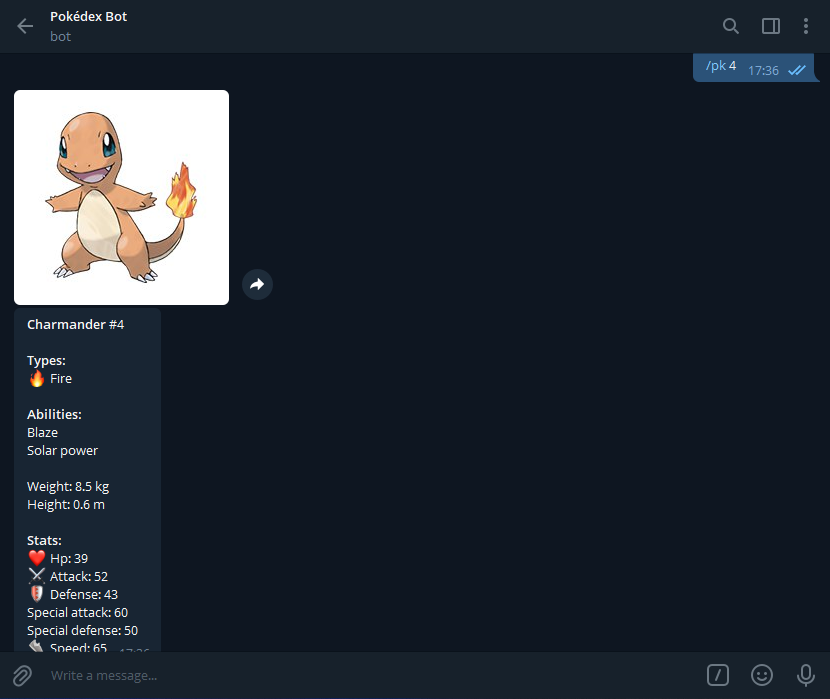 Pokédex Bot
bot
/pk 4 17:36
Charmander #4
Types:
🔥 Fire
Abilities:
Blaze
Solar power
Weight: 8.5 kg
Height: 0.6 m
Stats:
❤️ Hp: 39
⚔️ Attack: 52
🛡️ Defense: 43
Special attack: 60
Special defense: 50
Speed: 65 17:36
Write a message...